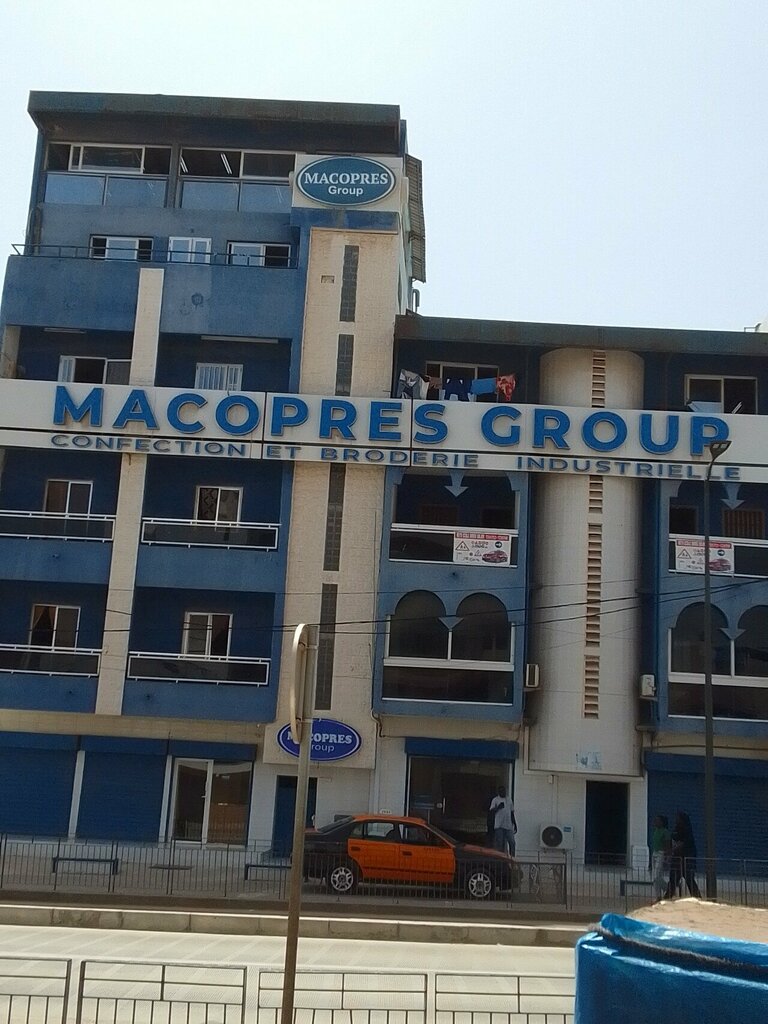 MACOPRES
Group
MACOPRES GROUP
CONFECTION ET BRODERIE INDUSTRIELLE
MACOPRES
Group